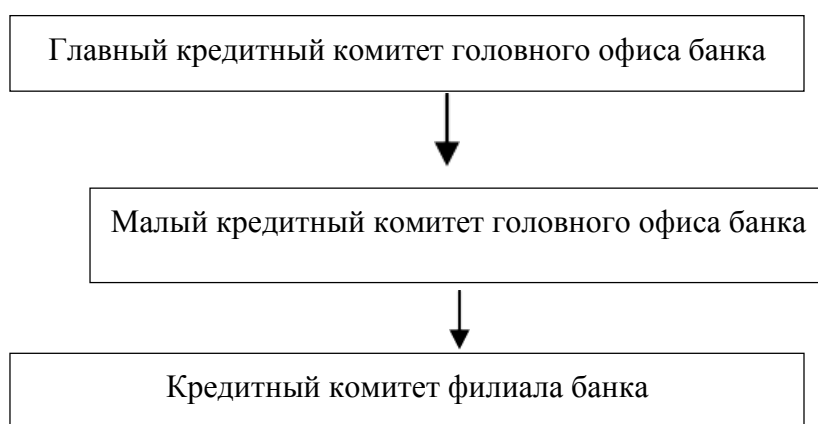 Главный кредитный комитет головного офиса банка
Малый кредитный комитет головного офиса банка
Кредитный комитет филиала банка